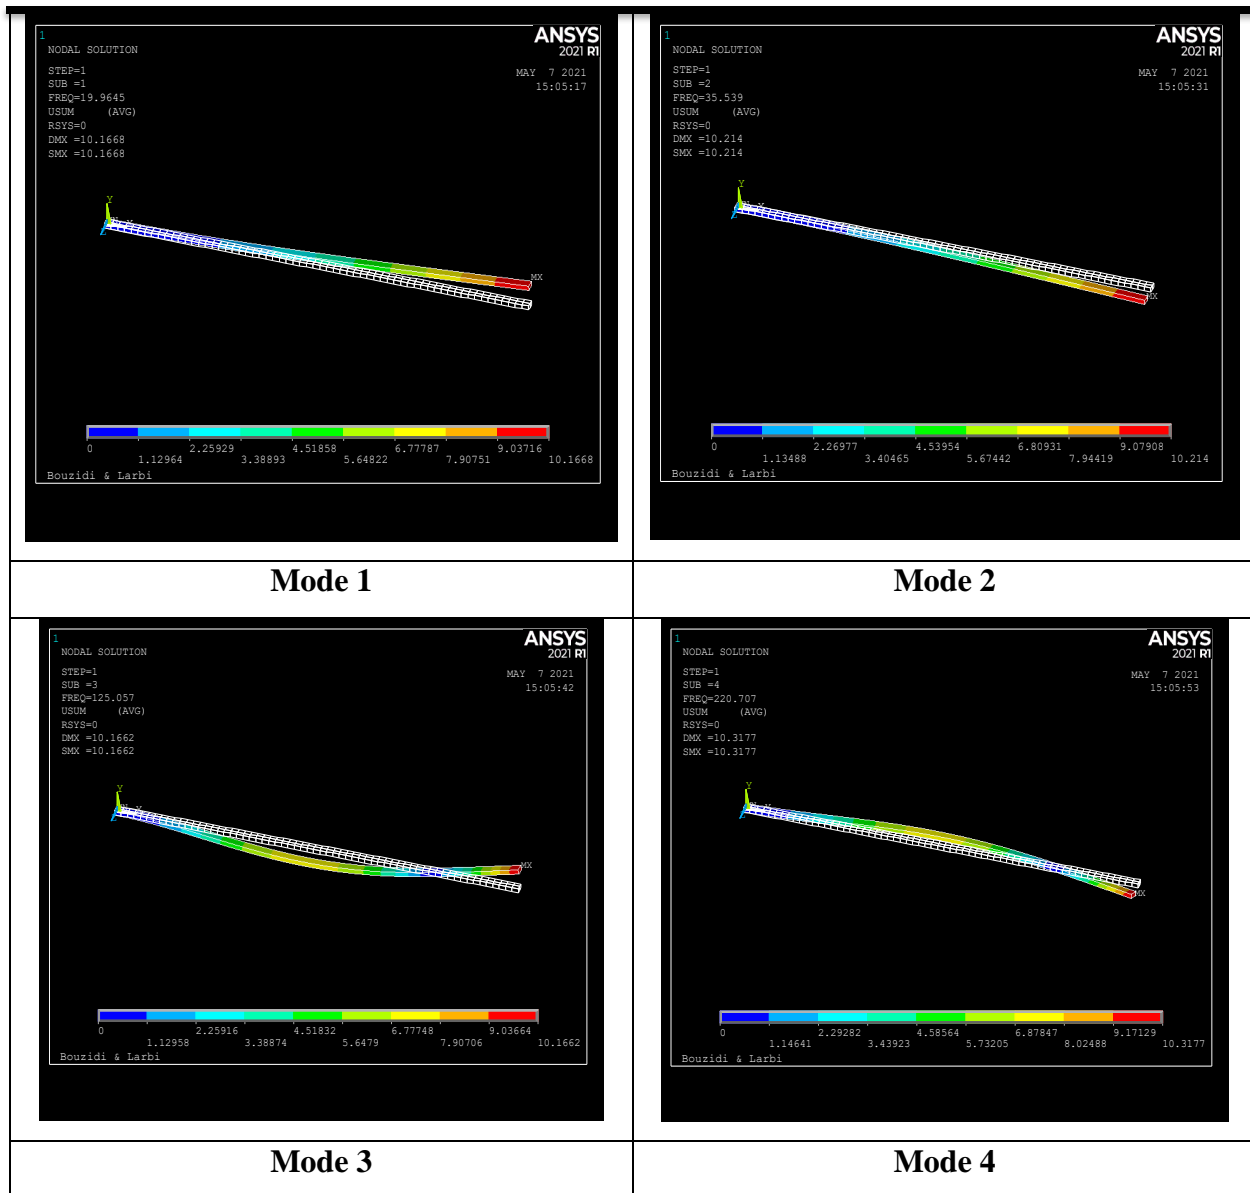 1
ANSYS
2021 R1
NODAL SOLUTION
MAY 7 2021
15:05:17
STEP=1
SUB =1
FREQ=19.9645
USUM (AVG)
RSYS=0
DMX =10.1668
SMX =10.1668
Y
MX
0 2.25929 4.51858 6.77787 9.03716
1.12964 3.38893 5.64822 7.90751 10.1668
Bouzidi & Larbi
1
ANSYS
2021 R1
NODAL SOLUTION
MAY 7 2021
15:05:31
STEP=1
SUB =2
FREQ=35.539
USUM (AVG)
RSYS=0
DMX =10.214
SMX =10.214
Y
MX
0 2.26977 4.53954 6.80931 9.07908
1.13488 3.40465 5.67442 7.94419 10.214
Bouzidi & Larbi
Mode 1
Mode 2
1
ANSYS
2021 R1
NODAL SOLUTION
MAY 7 2021
15:05:42
STEP=1
SUB =3
FREQ=125.057
USUM (AVG)
RSYS=0
DMX =10.1662
SMX =10.1662
Y
MX
0 2.25916 4.51832 6.77748 9.03664
1.12958 3.38874 5.6479 7.90706 10.1662
Bouzidi & Larbi
1
ANSYS
2021 R1
NODAL SOLUTION
MAY 7 2021
15:05:53
STEP=1
SUB =4
FREQ=220.707
USUM (AVG)
RSYS=0
DMX =10.3177
SMX =10.3177
Y
MX
0 2.29282 4.58564 6.87847 9.17129
1.14641 3.43923 5.73205 8.02488 10.3177
Bouzidi & Larbi
Mode 3
Mode 4